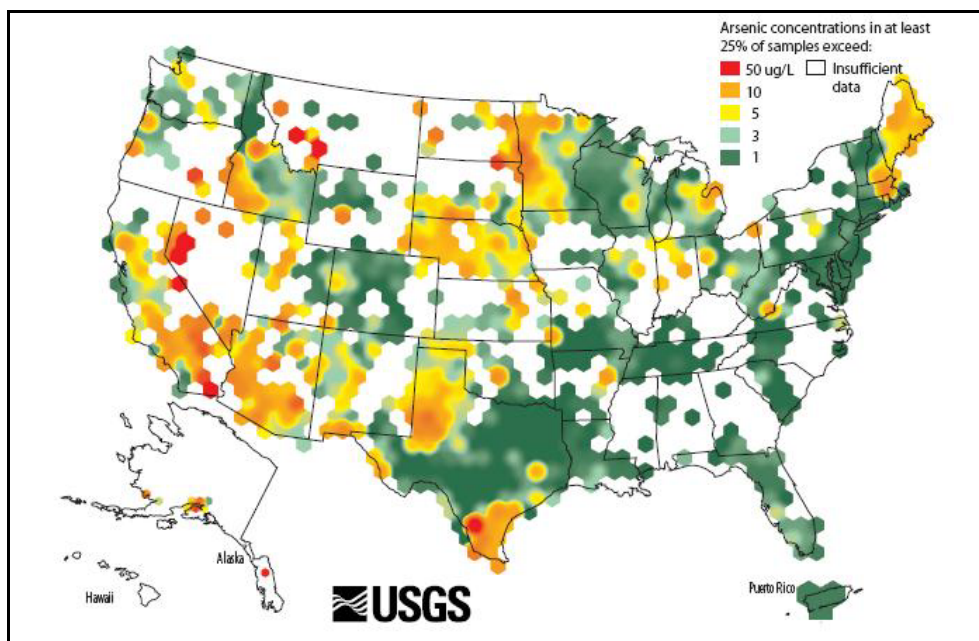 Arsenic concentrations in at least
25% of samples exceed:
50 ug/L
Insufficient
data
10
5
3
1
Alaska
Hawaii
USGS
Puerto Rico